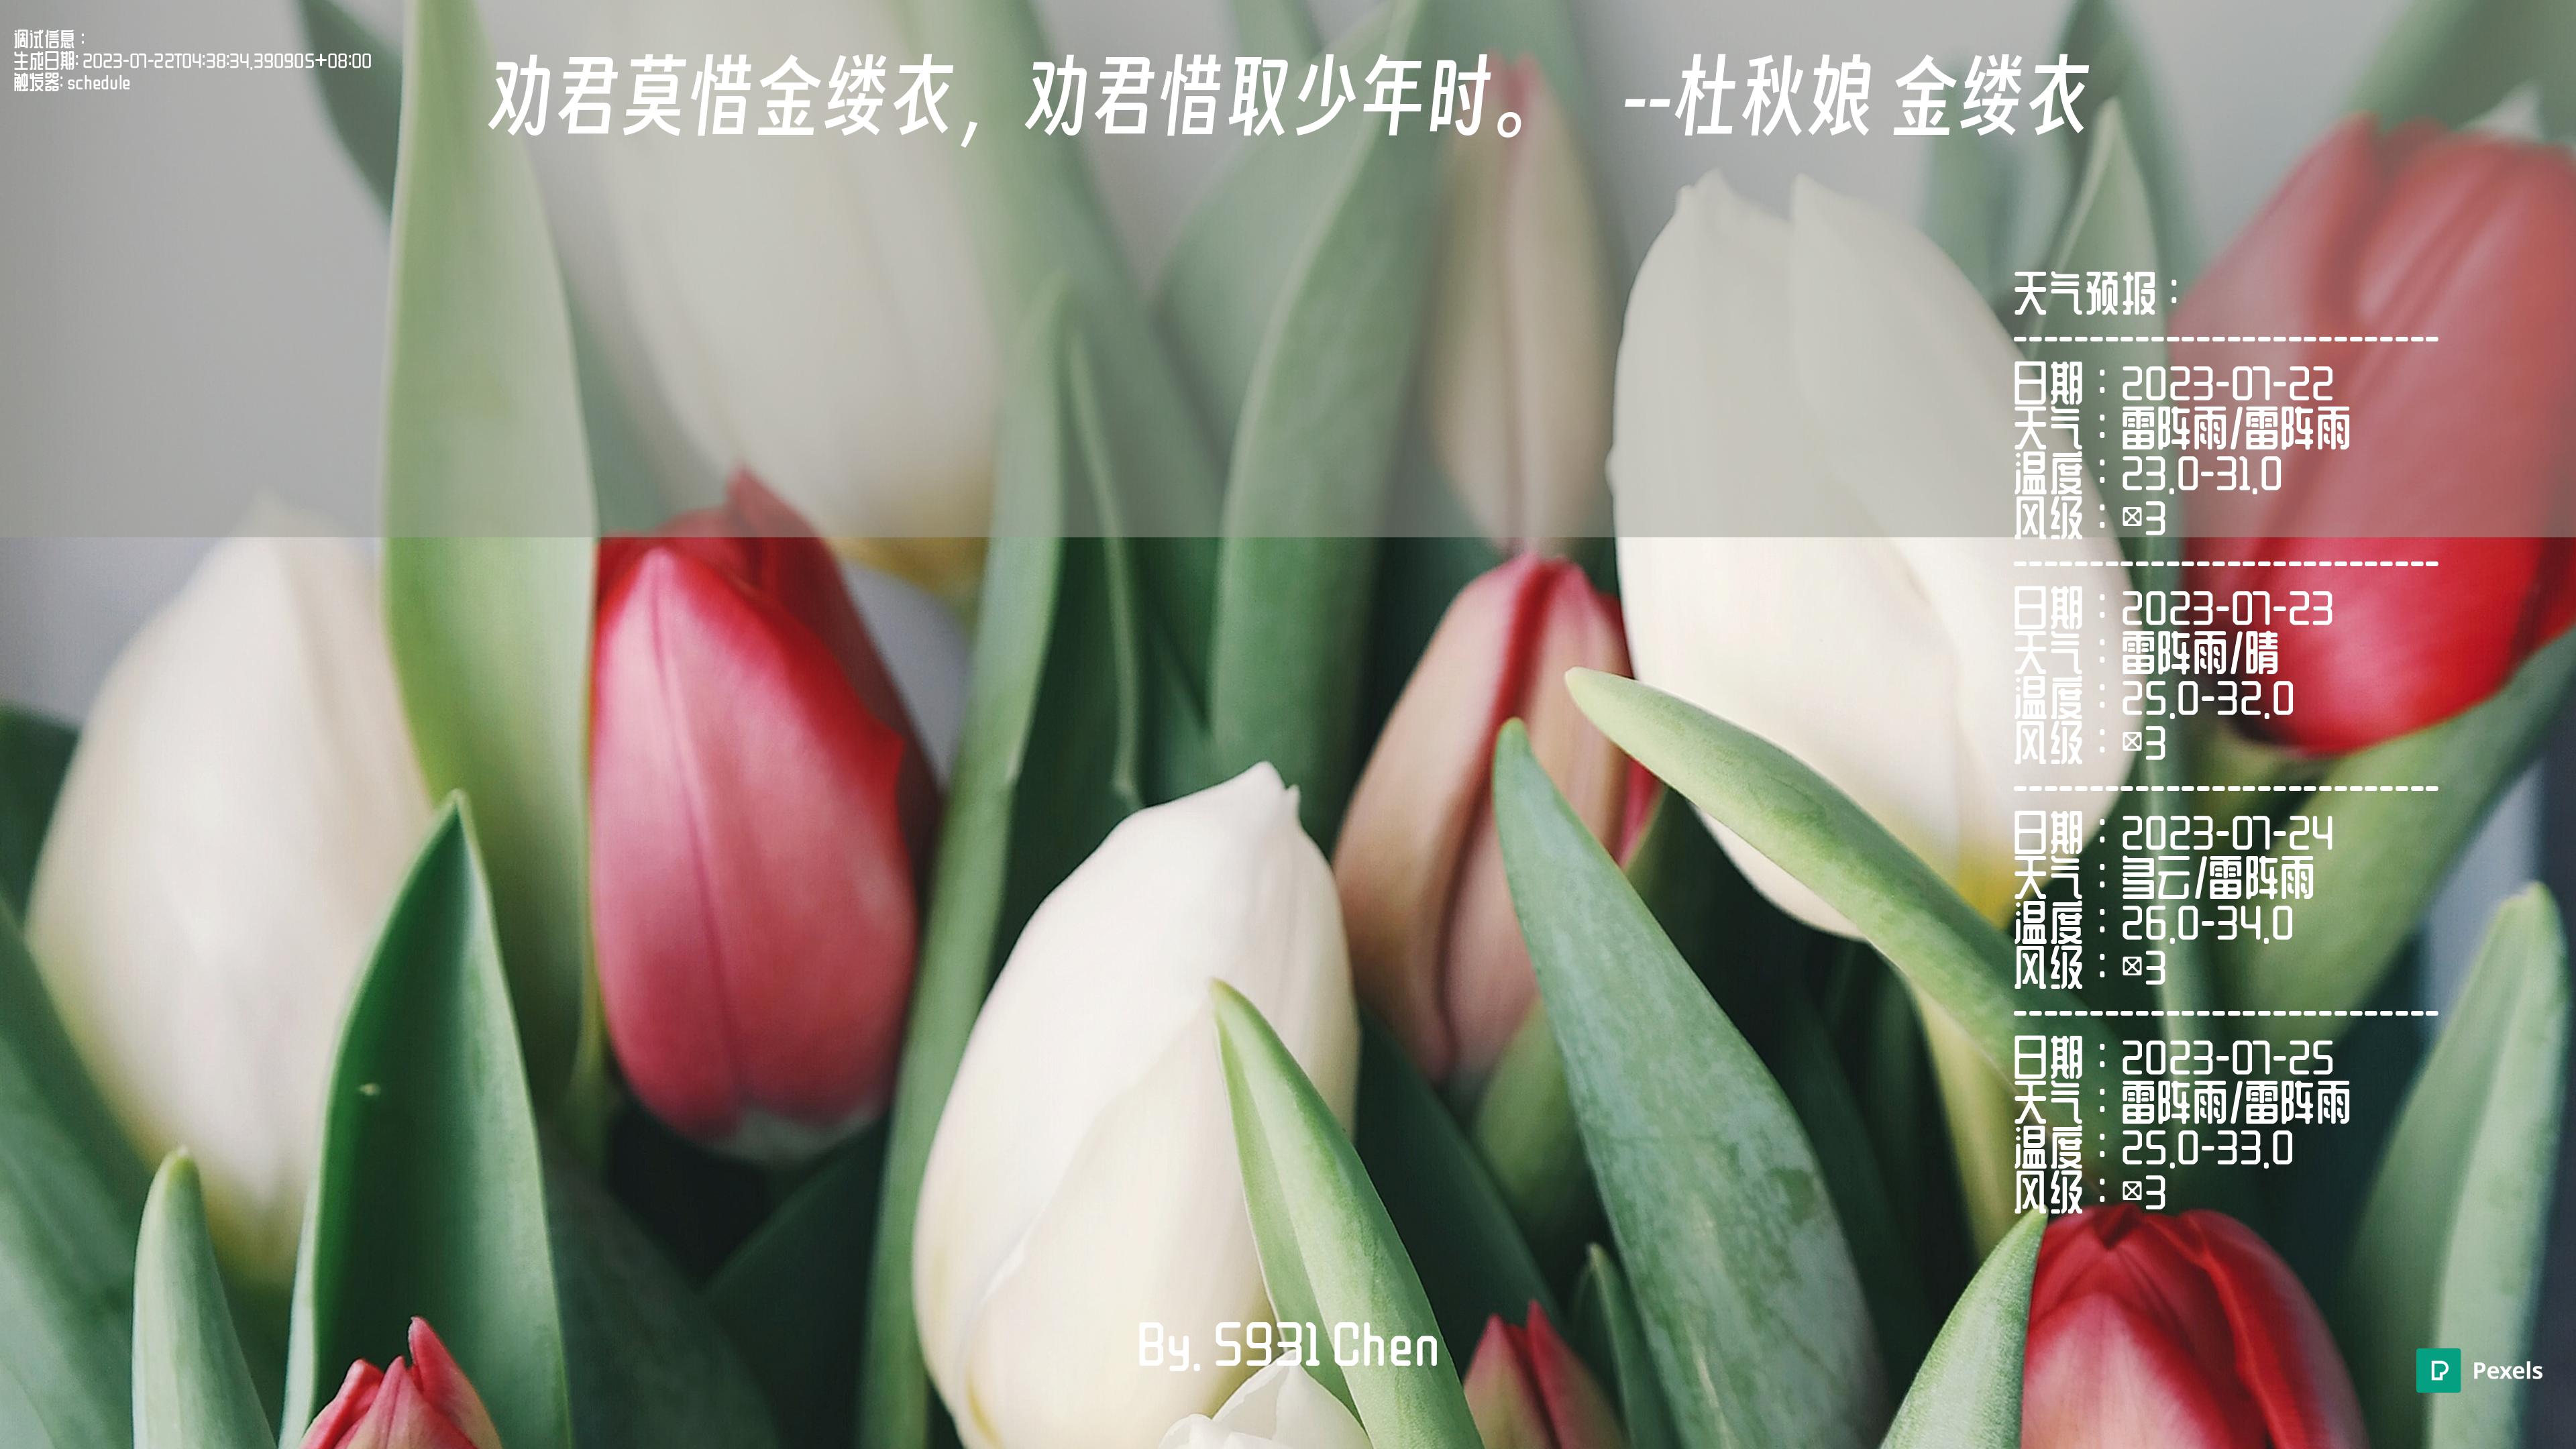 调试信息：
生成日期: 2023-07-22T04:38:34.390905+08:00
触发器: schedule
劝君莫惜金缕衣，劝君惜取少年时。 --杜秋娘 金缕衣
天气预报：
----------------------------
日期：2023-07-22
天气：雷阵雨/雷阵雨
温度：23.0-31.0
风级：☒3
----------------------------
日期：2023-07-23
天气：雷阵雨/晴
温度：25.0-32.0
风级：☒3
----------------------------
日期：2023-07-24
天气：多云/雷阵雨
温度：26.0-34.0
风级：☒3
----------------------------
日期：2023-07-25
天气：雷阵雨/雷阵雨
温度：25.0-33.0
风级：☒3
By. S931 Chen
Pexels